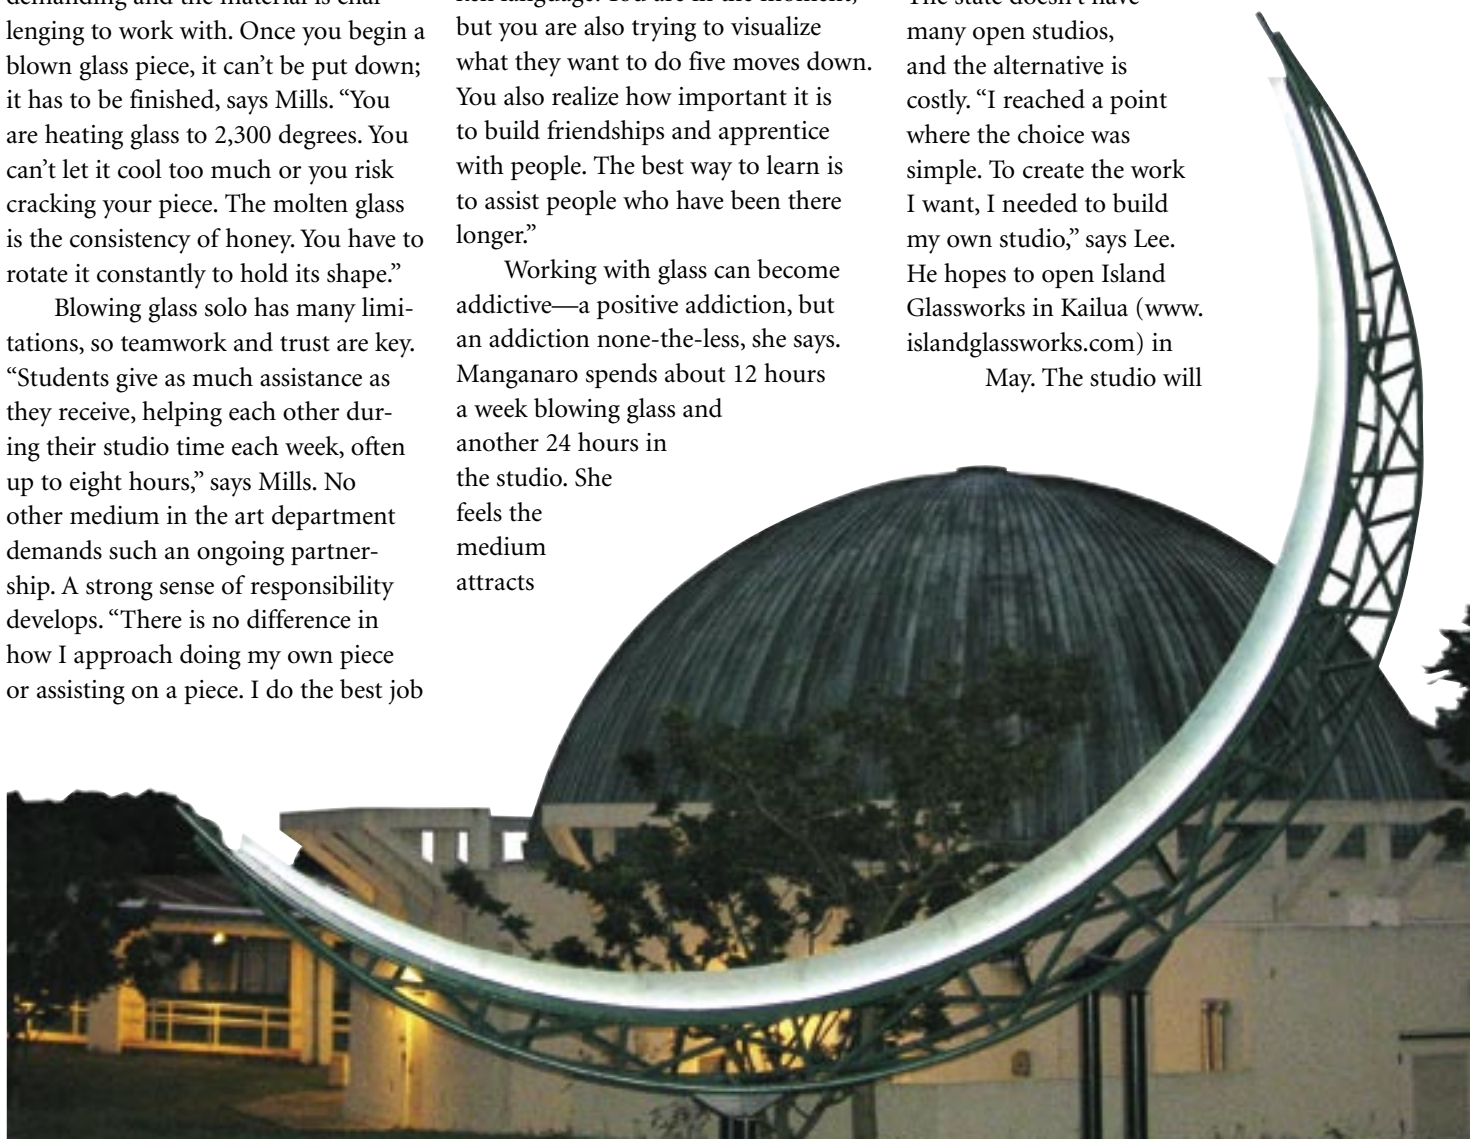 lenging to work with. Once you begin a
blown glass piece, it can’t be put down;
it has to be finished, says Mills. “You
are heating glass to 2,300 degrees. You
can’t let it cool too much or you risk
cracking your piece. The molten glass
is the consistency of honey. You have to
rotate it constantly to hold its shape.”
Blowing glass solo has many limi-
tations, so teamwork and trust are key.
“Students give as much assistance as
they receive, helping each other dur-
ing their studio time each week, often
up to eight hours,” says Mills. No
other medium in the art department
demands such an ongoing partner-
ship. A strong sense of responsibility
develops. “There is no difference in
how I approach doing my own piece
or assisting on a piece. I do the best job
but you are also trying to visualize
what they want to do five moves down.
You also realize how important it is
to build friendships and apprentice
with people. The best way to learn is
to assist people who have been there
longer.”
Working with glass can become
addictive—a positive addiction, but
an addiction none-the-less, she says.
Manganaro spends about 12 hours
a week blowing glass and
another 24 hours in
the studio. She
feels the
medium
attracts
The state doesn’t have
many open studios,
and the alternative is
costly. “I reached a point
where the choice was
simple. To create the work
I want, I needed to build
my own studio,” says Lee.
He hopes to open Island
Glassworks in Kailua (www.
islandglassworks.com) in
May. The studio will